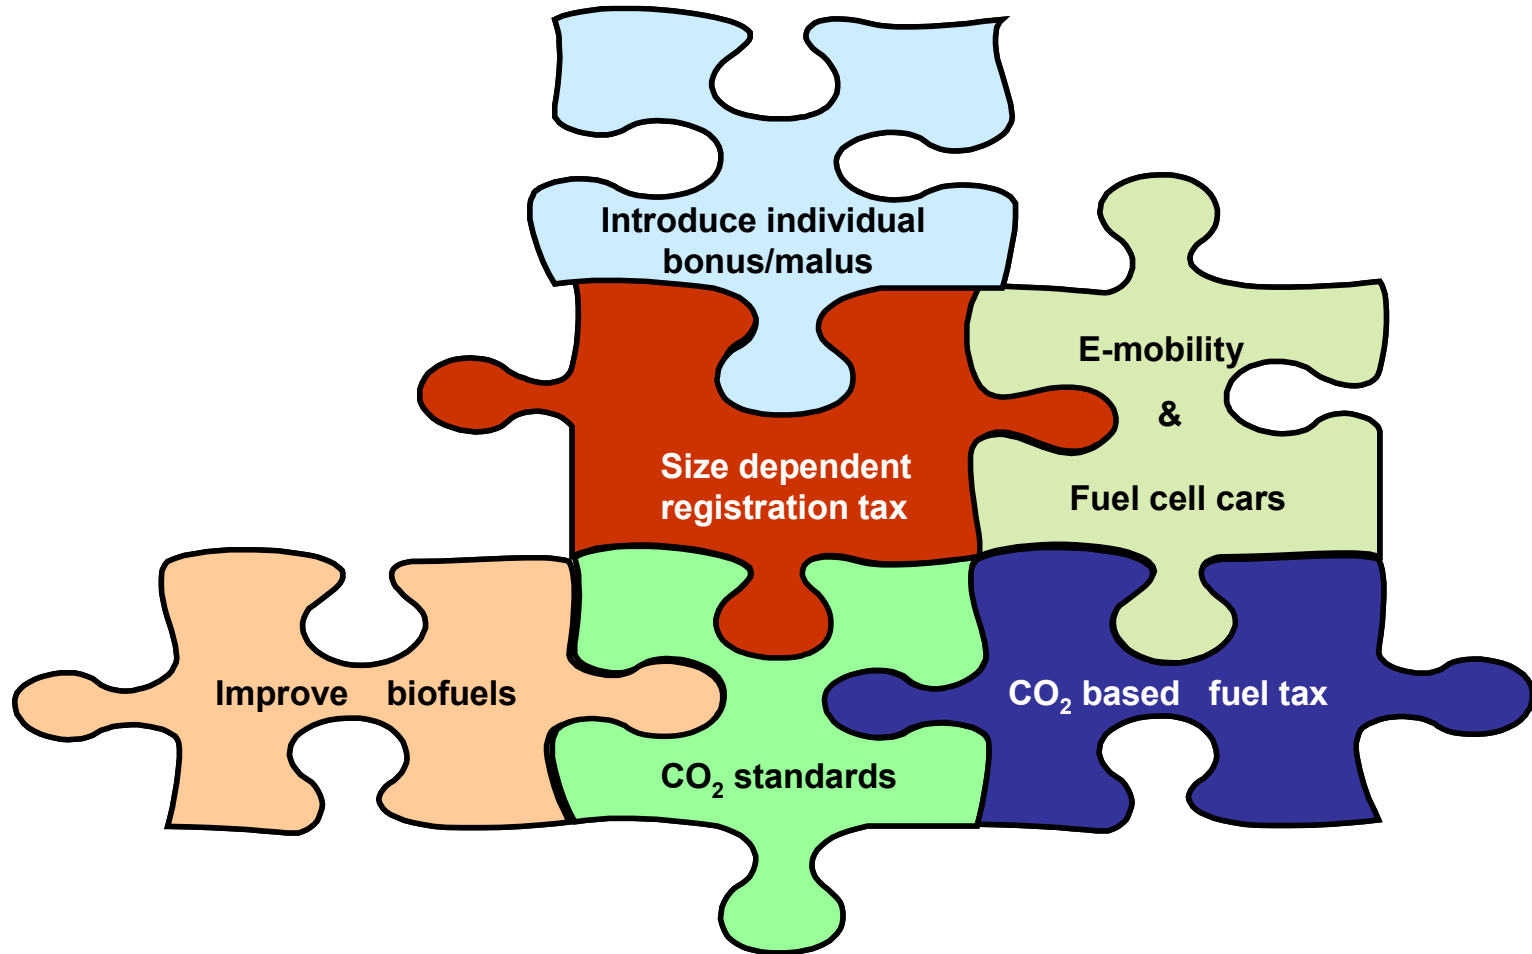 Introduce individual
bonus/malus
E-mobility
&
Fuel cell cars
Size dependent
registration tax
Improve biofuels
CO₂ based fuel tax
CO₂ standards